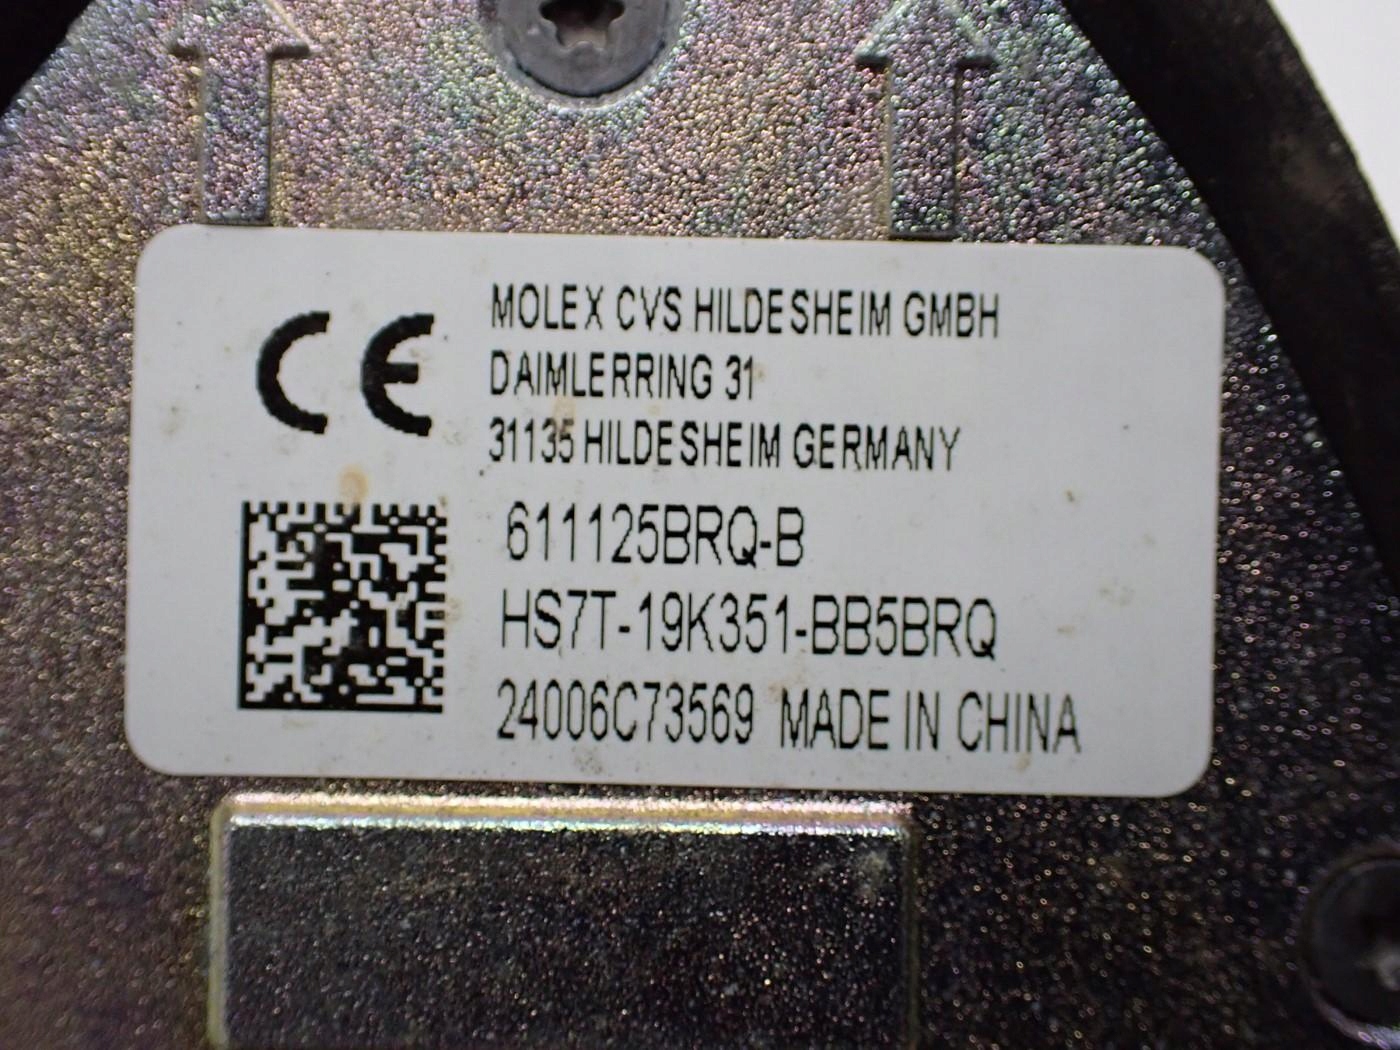 CE
MOLEX CVS HILDESHEIM GMBH
DAIMLERRING 31
31135 HILDESHEIM GERMANY
611125BRQ-B
HS7T-19K351-BB5BRQ
24006C73569 MADE IN CHINA